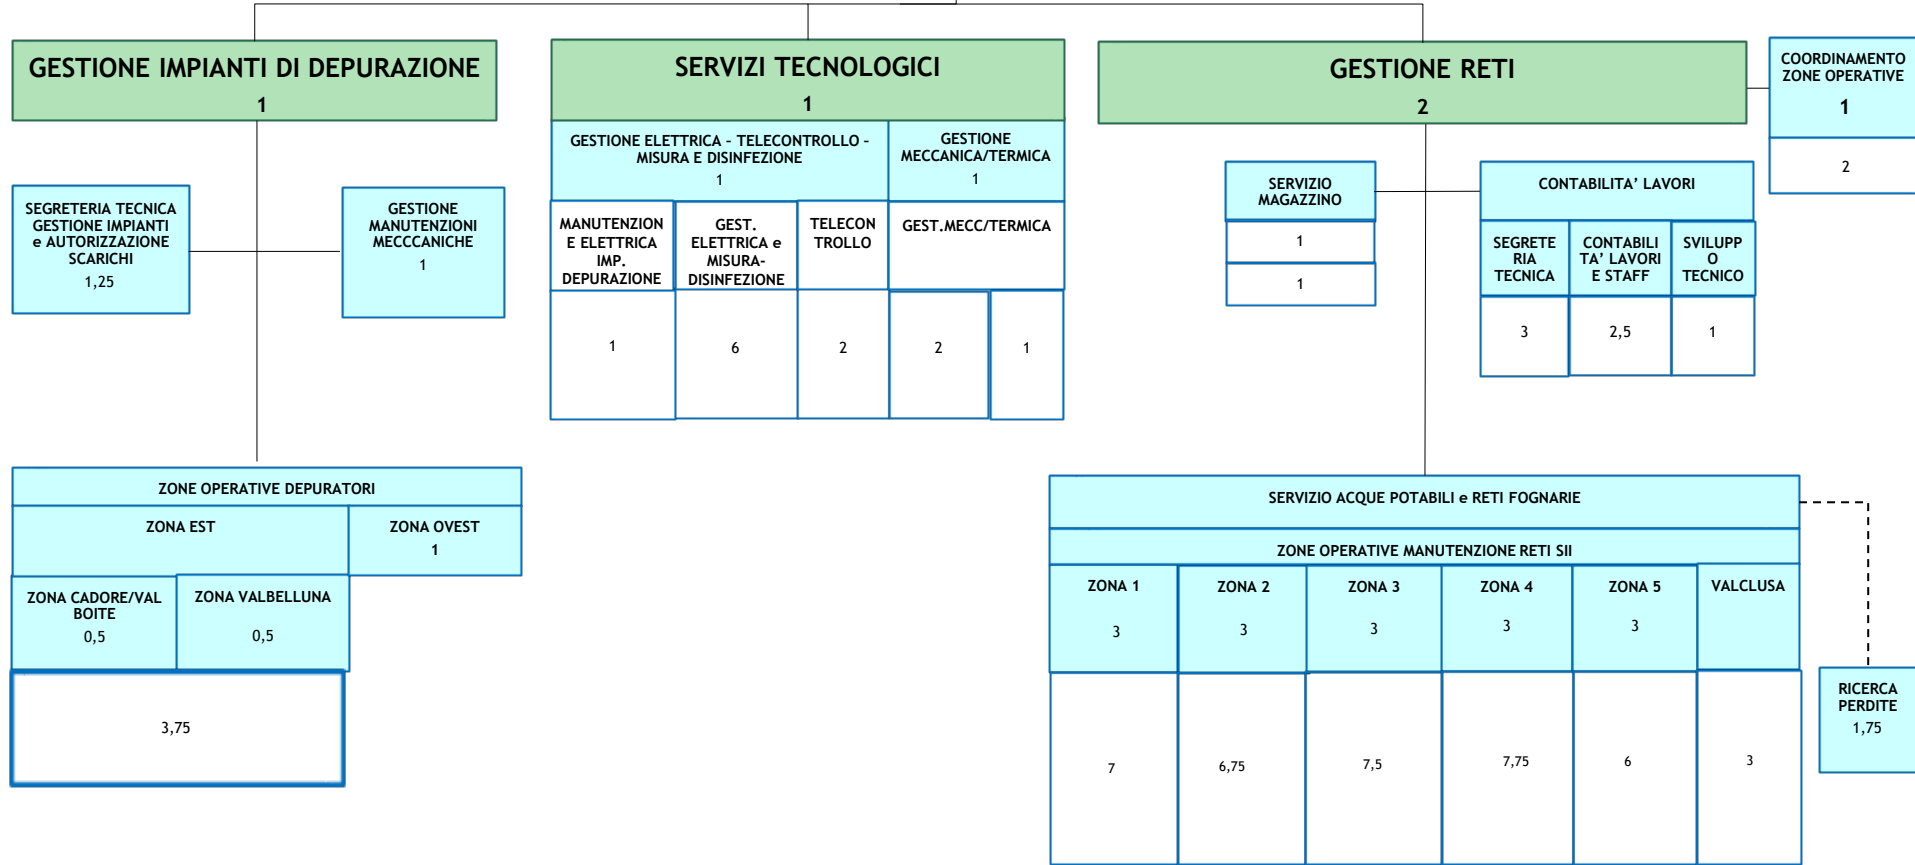 GESTIONE IMPIANTI DI DEPURAZIONE
1
SEGRETERIA TECNICA
GESTIONE IMPIANTI
e AUTORIZZAZIONE
SCARICHI
1,25
GESTIONE
MANUTENZIONI
MECCCANICHE
1
ZONE OPERATIVE DEPURATORI
ZONA EST
ZONA OVEST
1
ZONA CADORE/VAL
BOITE
0,5
ZONA VALBELLUNA
0,5
3,75
SERVIZI TECNOLOGICI
1
GESTIONE ELETTRICA - TELECONTROLLO -
MISURA E DISINFEZIONE
1
GESTIONE
MECCANICA/TERMICA
1
MANUTENZION
E ELETTRICA
IMP.
DEPURAZIONE
GEST.
ELETTRICA e
MISURA-
DISINFEZIONE
TELECON
TROLLO
GEST.MECC/TERMICA
1
6
2
2
1
GESTIONE RETI
2
COORDINAMENTO
ZONE OPERATIVE
1
2
SERVIZIO
MAGAZZINO
1
1
CONTABILITA’ LAVORI
SEGRETE
RIA
TECNICA
CONTABILI
TA’ LAVORI
E STAFF
SVILUPP
O
TECNICO
3
2,5
1
SERVIZIO ACQUE POTABILI e RETI FOGNARIE
ZONE OPERATIVE MANUTENZIONE RETI SII
ZONA 1
3
ZONA 2
3
ZONA 3
3
ZONA 4
3
ZONA 5
3
VALCLUSA
7
6,75
7,5
7,75
6
3
RICERCA
PERDITE
1,75